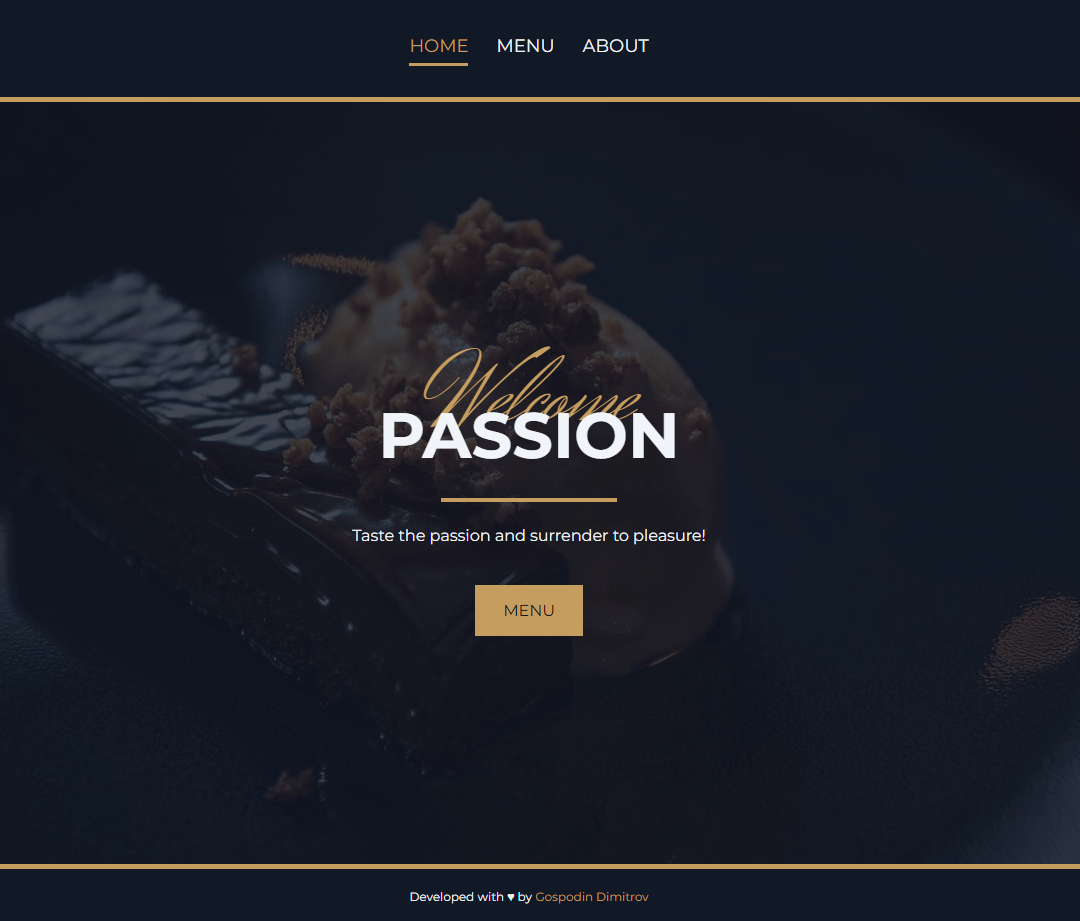 HOME MENU ABOUT
Welcome
PASSION
Taste the passion and surrender to pleasure!
MENU
Developed with ♥ by Gospodin Dimitrov